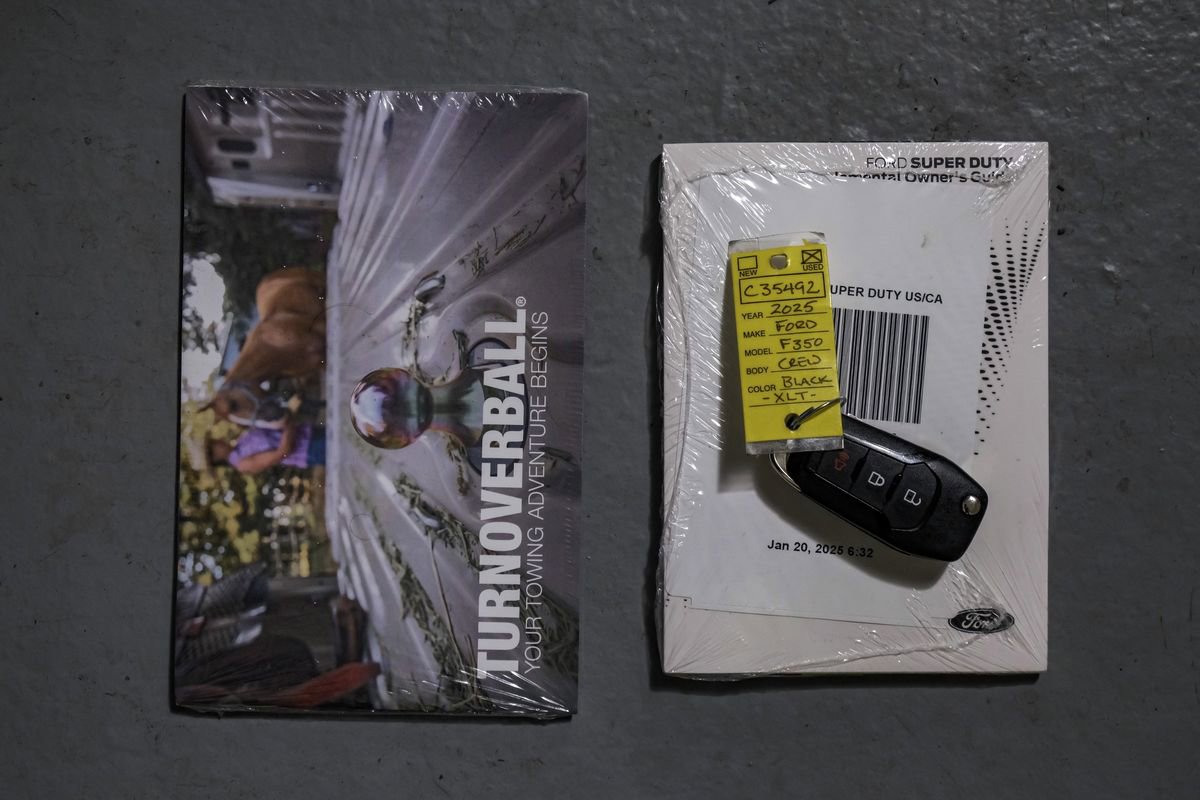 TURNOVERBALL®
YOUR TOWING ADVENTURE BEGINS
FORD SUPER DUTY
Owner's
UPER DUTY US/CA
NEW USED
C35492
YEAR 2025
MAKE FORD
MODEL F350
BODY CREW
COLOR BLACK
-XLT-
Jan 20, 2025 6:32
Ford